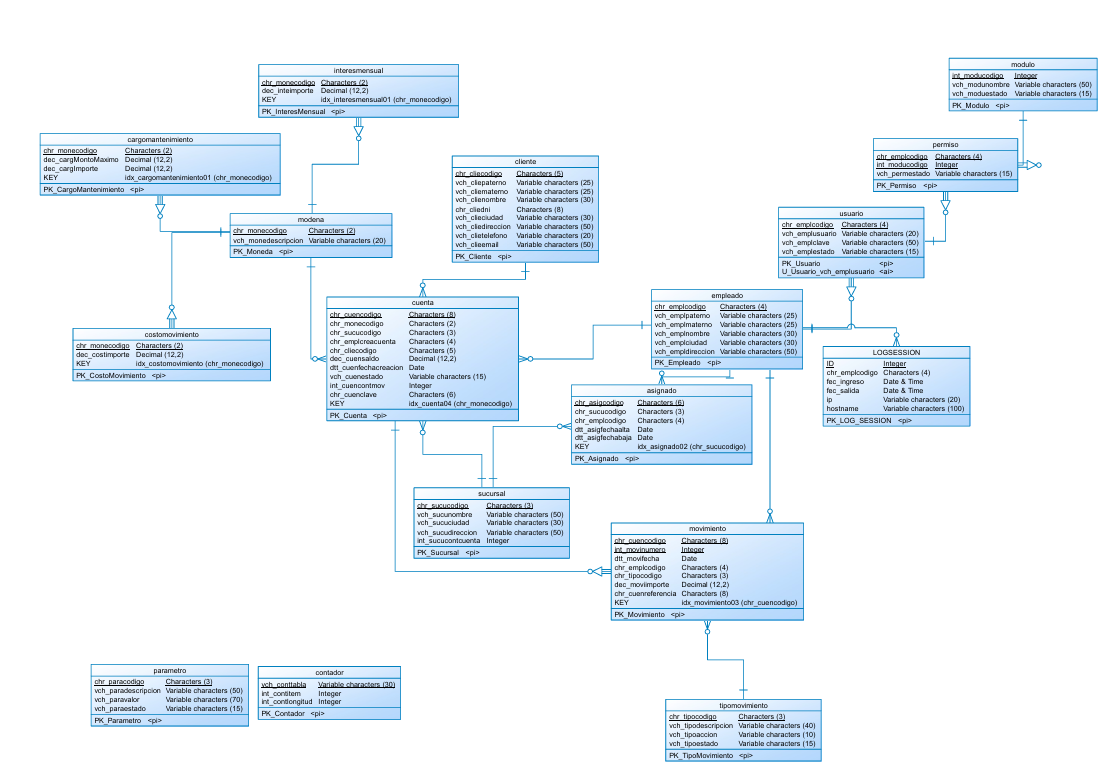 interesmensual
chr_monecodigo Characters (2)
dec_inteimporte Decimal (12,2)
KEY idx_interesmensual01 (chr_monecodigo)
PK_InteresMensual <pi>
modulo
int_moducodigo Integer
vch_modunombre Variable characters (50)
vch_moduestado Variable characters (15)
PK_Modulo <pi>
cargomantenimiento
chr_monecodigo Characters (2)
dec_cargMontoMaximo Decimal (12,2)
dec_cargImporte Decimal (12,2)
KEY idx_cargomantenimiento01 (chr_monecodigo)
PK_CargoMantenimiento <pi>
permiso
chr_emplcodigo Characters (4)
int_moducodigo Integer
vch_permestado Variable characters (15)
PK_Permiso <pi>
cliente
chr_cliecodigo Characters (5)
vch_cliepaterno Variable characters (25)
vch_cliematerno Variable characters (25)
vch_clienombre Variable characters (30)
chr_cliedni Characters (8)
vch_clieciudad Variable characters (30)
vch_cliedireccion Variable characters (50)
vch_clietelefono Variable characters (20)
vch_clieemail Variable characters (50)
PK_Cliente <pi>
modena
chr_monecodigo Characters (2)
vch_monedescripcion Variable characters (20)
PK_Moneda <pi>
usuario
chr_emplcodigo Characters (4)
vch_emplusuario Variable characters (20)
vch_emplclave Variable characters (50)
vch_emplestado Variable characters (15)
PK_Usuario <pi>
U_Usuario_vch_emplusuario <ai>
cuenta
chr_cuencodigo Characters (8)
chr_monecodigo Characters (2)
chr_sucucodigo Characters (3)
chr_emplcreacuenta Characters (4)
chr_cliecodigo Characters (5)
dec_cuensaldo Decimal (12,2)
dtt_cuenfechacreacion Date
vch_cuenestado Variable characters (15)
int_cuencontmov Integer
chr_cuenclave Characters (6)
KEY idx_cuenta04 (chr_monecodigo)
PK_Cuenta <pi>
empleado
chr_emplcodigo Characters (4)
vch_emplpaterno Variable characters (25)
vch_emplmaterno Variable characters (25)
vch_emplnombre Variable characters (30)
vch_emplciudad Variable characters (30)
vch_empldireccion Variable characters (50)
PK_Empleado <pi>
costomovimiento
chr_monecodigo Characters (2)
dec_costimporte Decimal (12,2)
KEY idx_costomovimiento (chr_monecodigo)
PK_CostoMovimiento <pi>
LOGSESSION
ID Integer
chr_emplcodigo Characters (4)
fec_ingreso Date & Time
fec_salida Date & Time
ip Variable characters (20)
hostname Variable characters (100)
PK_LOG_SESSION <pi>
asignado
chr_asigcodigo Characters (6)
chr_sucucodigo Characters (3)
chr_emplcodigo Characters (4)
dtt_asigfechaalta Date
dtt_asigfechabaja Date
KEY idx_asignado02 (chr_sucucodigo)
PK_Asignado <pi>
sucursal
chr_sucucodigo Characters (3)
vch_sucunombre Variable characters (50)
vch_sucuciudad Variable characters (30)
vch_sucudireccion Variable characters (50)
int_sucucontcuenta Integer
PK_Sucursal <pi>
movimiento
chr_cuencodigo Characters (8)
int_movinumero Integer
dtt_movifecha Date
chr_emplcodigo Characters (4)
chr_tipocodigo Characters (3)
dec_moviimporte Decimal (12,2)
chr_cuenreferencia Characters (8)
KEY idx_movimiento03 (chr_cuencodigo)
PK_Movimiento <pi>
parametro
chr_paracodigo Characters (3)
vch_paradescripcion Variable characters (50)
vch_paravalor Variable characters (70)
vch_paraestado Variable characters (15)
PK_Parametro <pi>
contador
vch_conttabla Variable characters (30)
int_contitem Integer
int_contlongitud Integer
PK_Contador <pi>
tipomovimiento
chr_tipocodigo Characters (3)
vch_tipodescripcion Variable characters (40)
vch_tipoaccion Variable characters (10)
vch_tipoestado Variable characters (15)
PK_TipoMovimiento <pi>